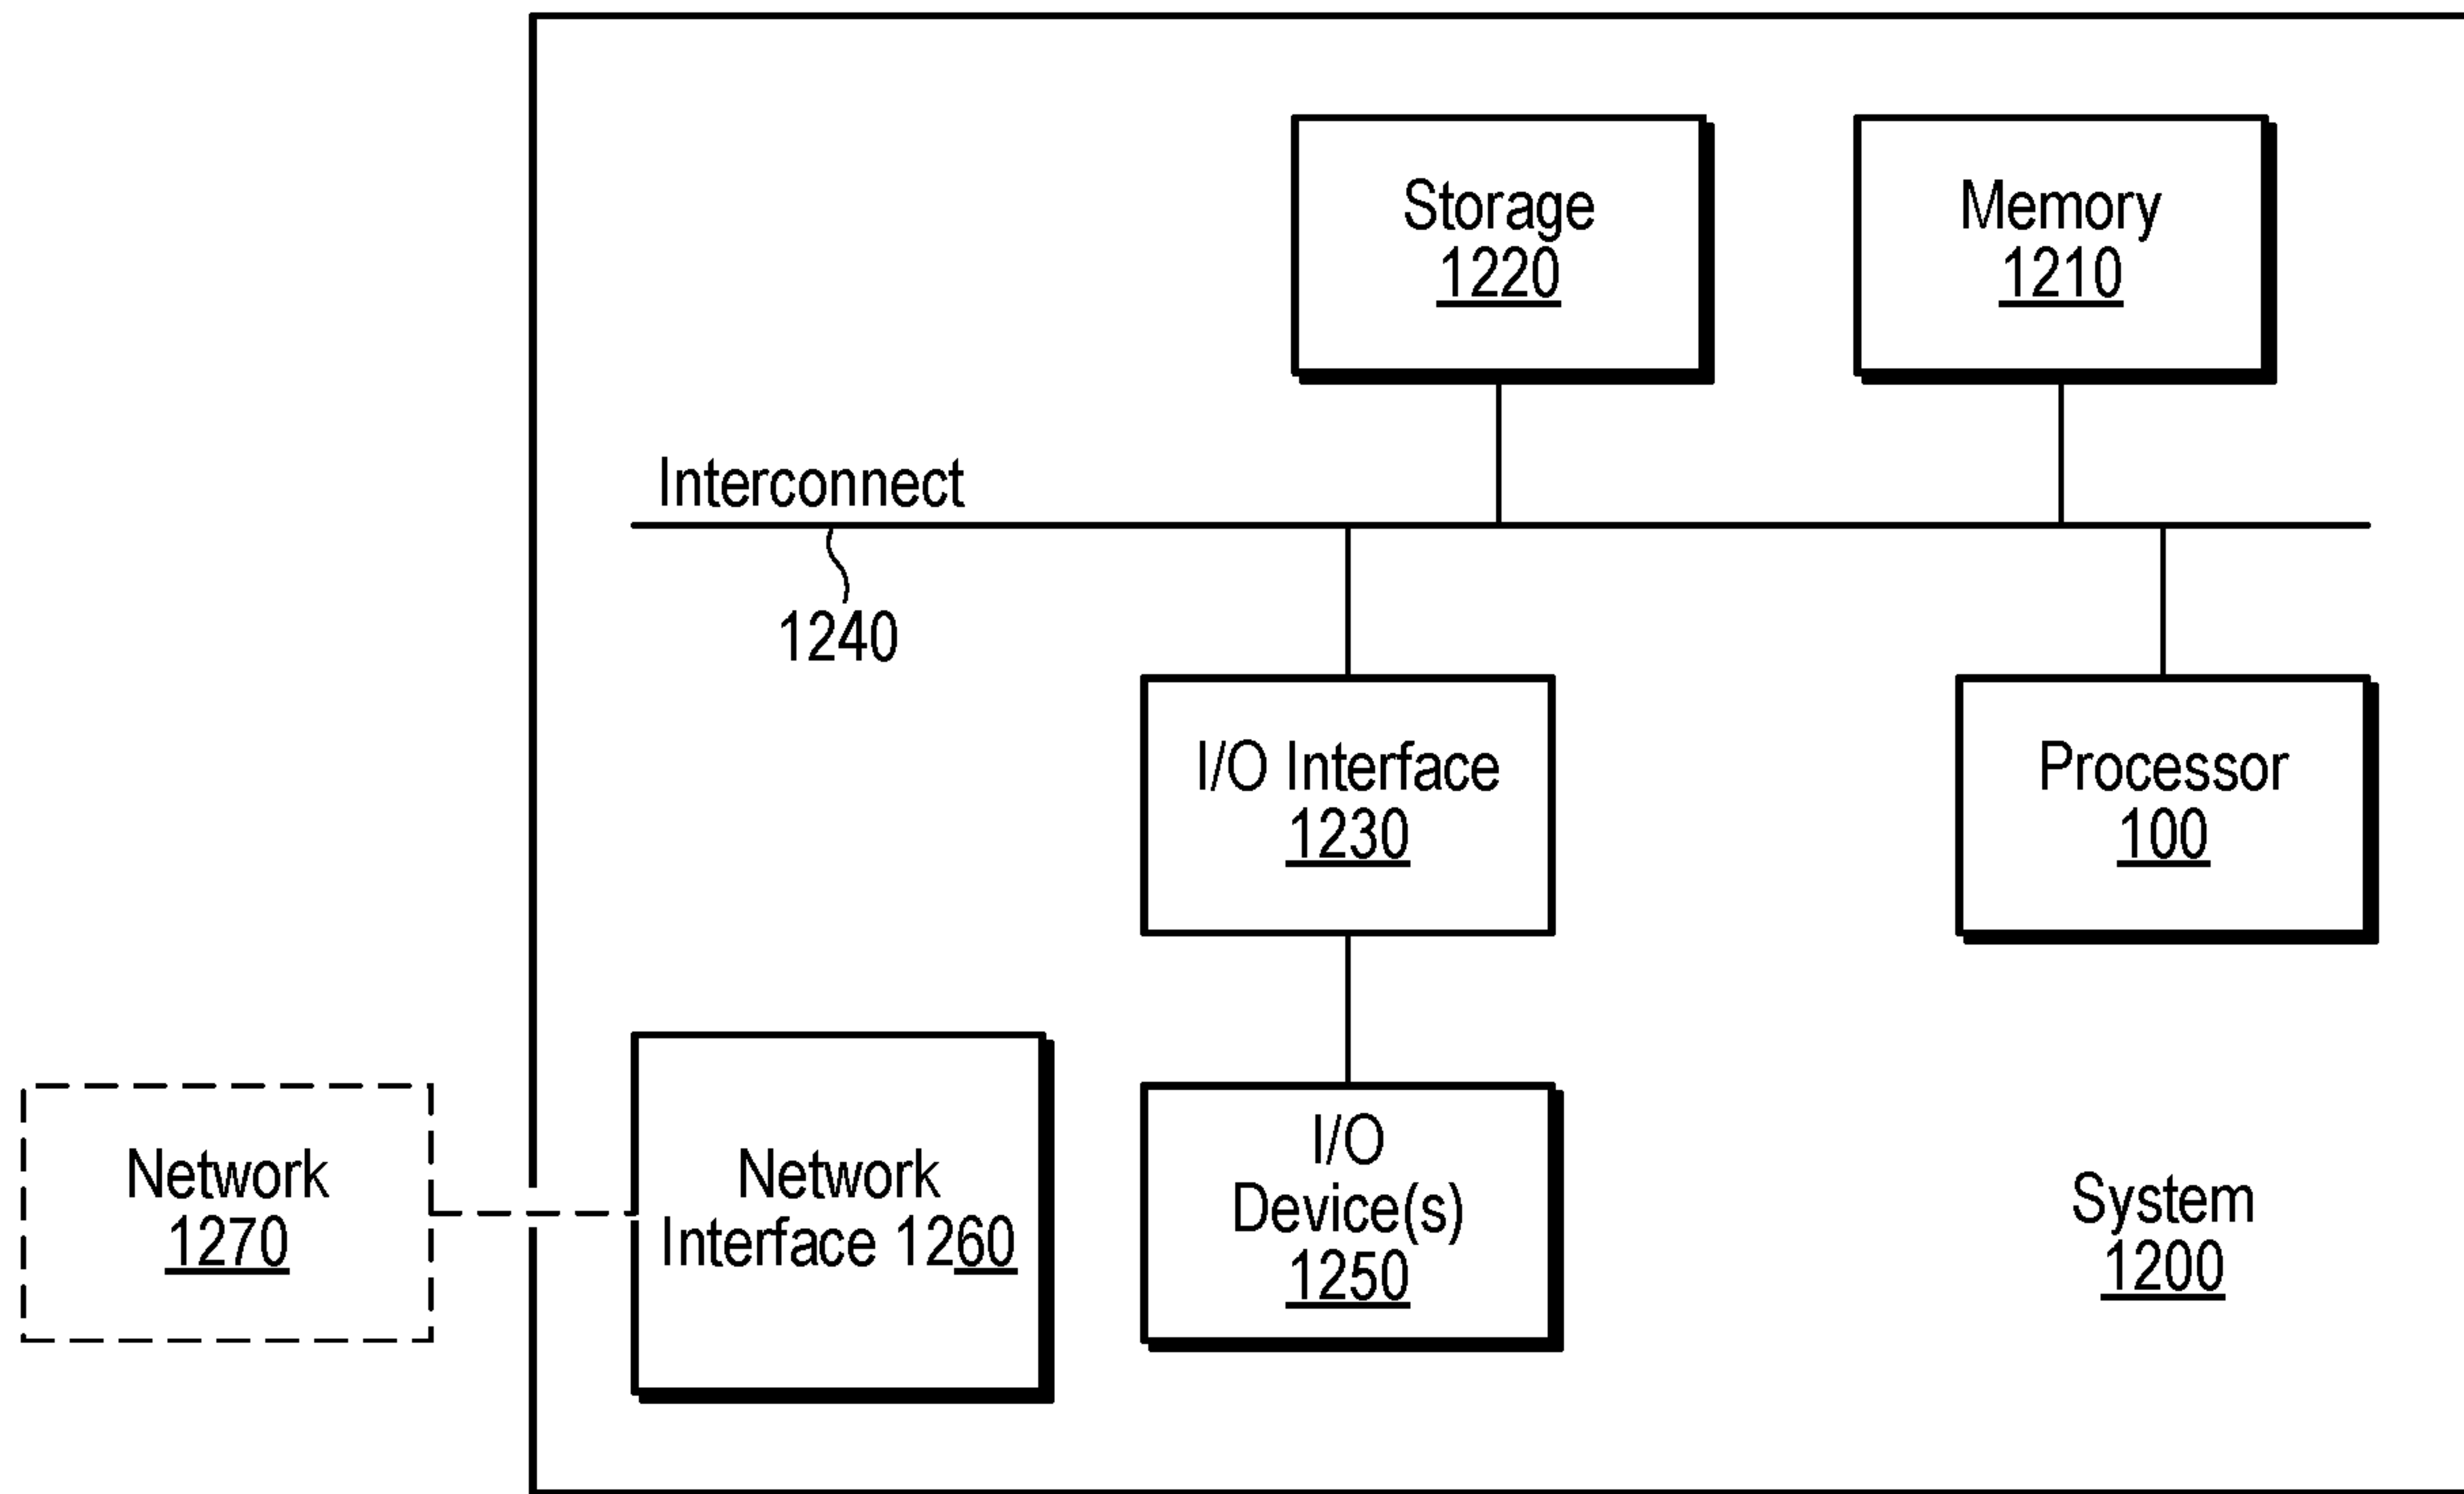 Storage
1220
Memory
1210
Interconnect
1240
I/O Interface
1230
Processor
100
Network
1270
Network
Interface 1260
I/O
Device(s)
1250
System
1200